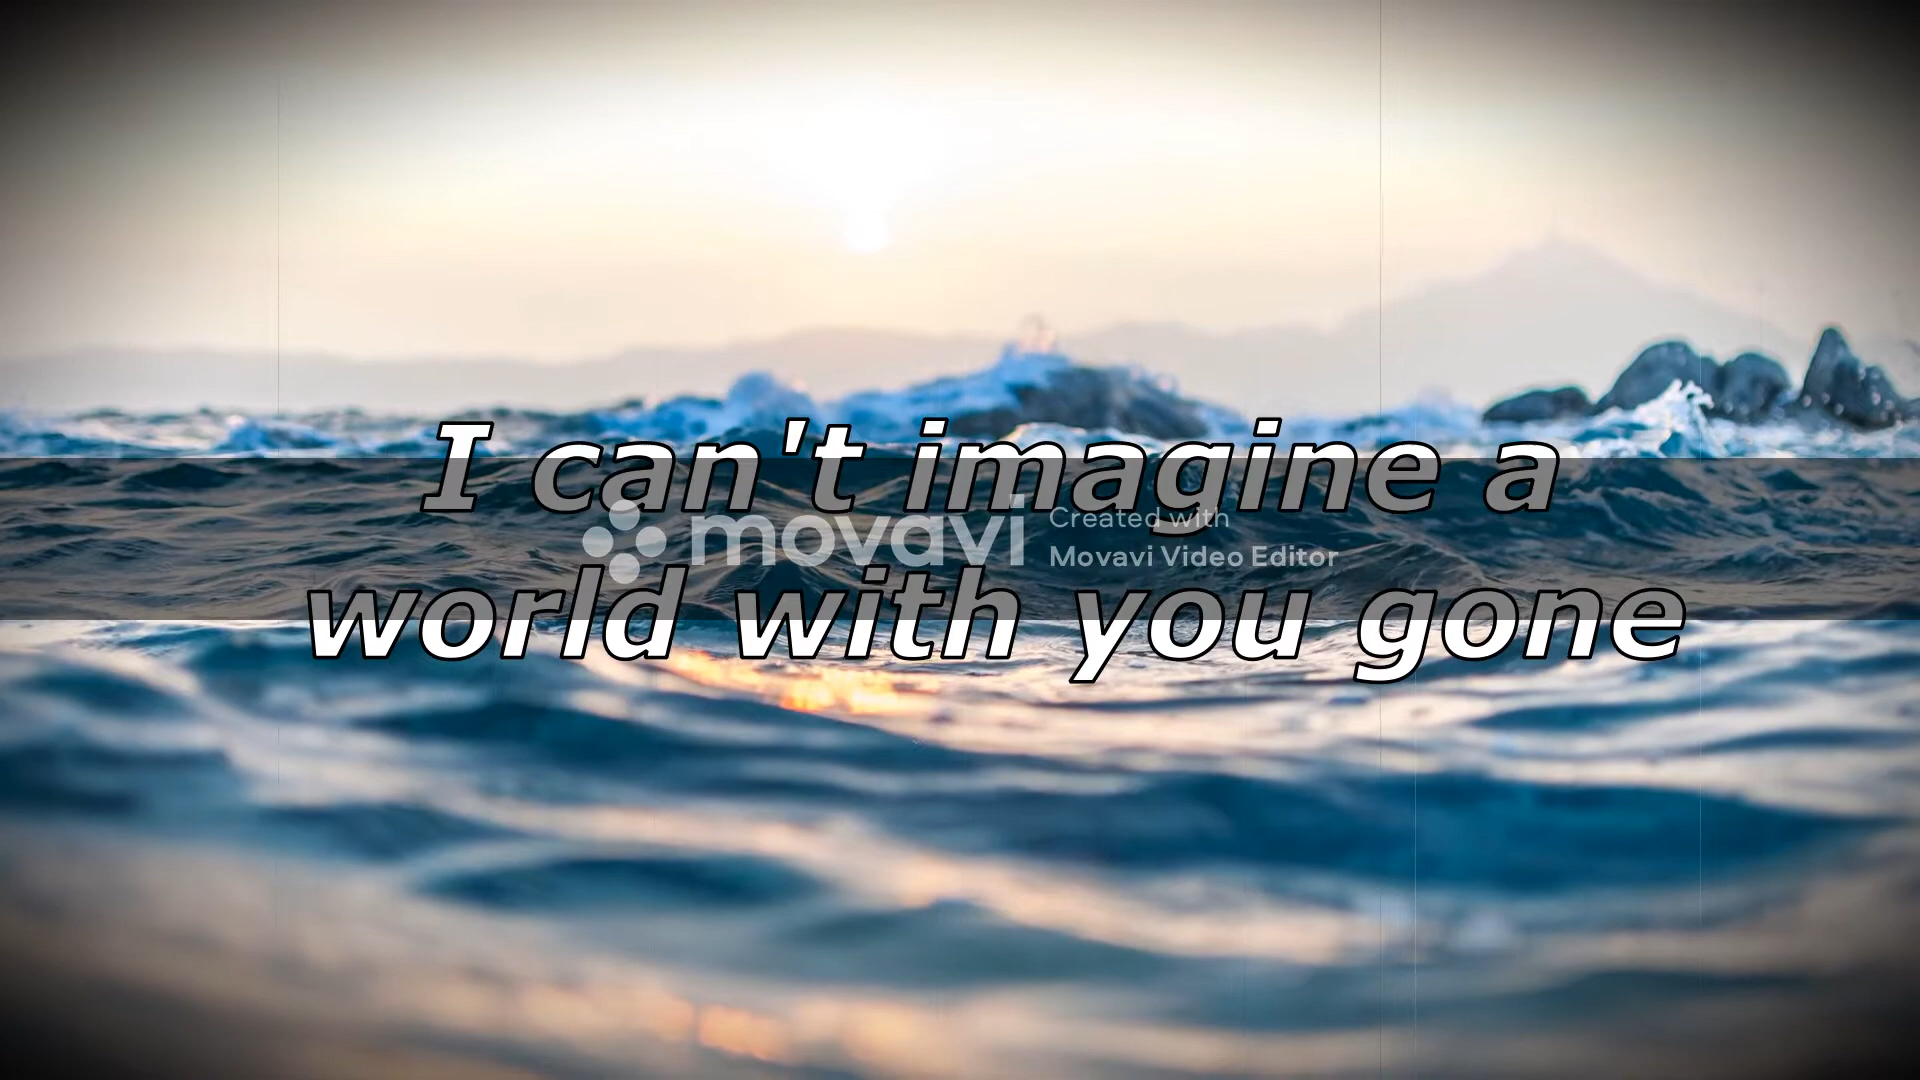 I can't imagine a
movavi
Created with
Movavi Video Editor
world with you gone